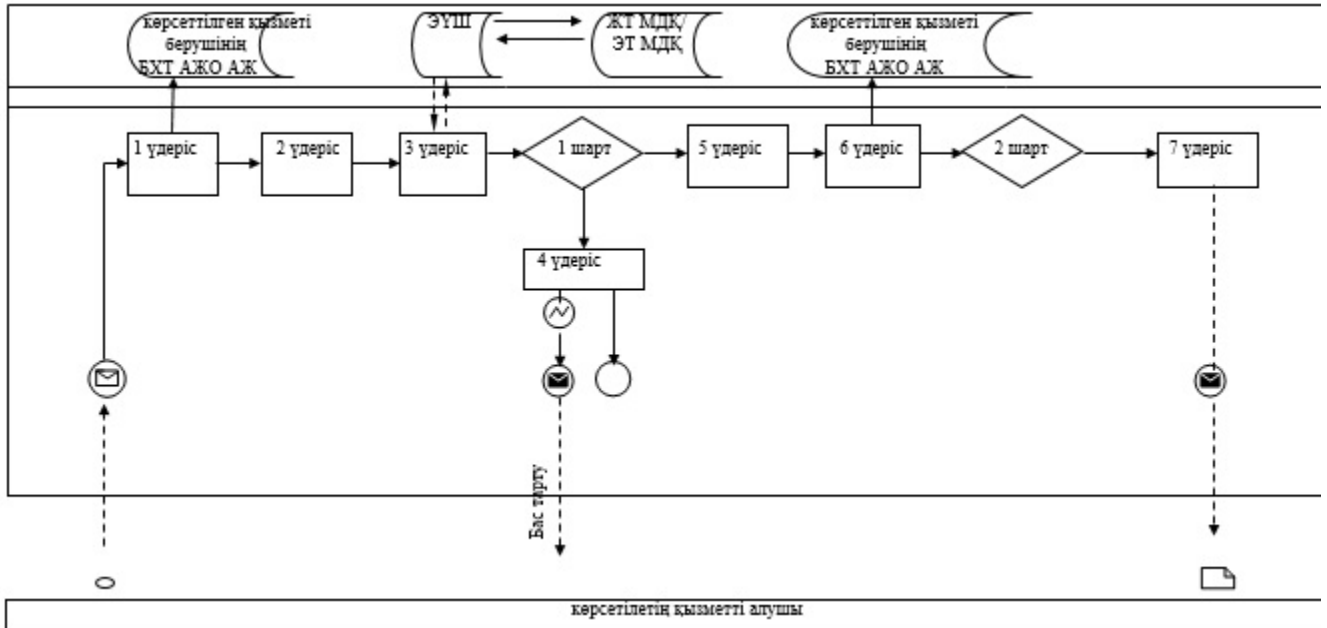 көрсеттілген қызметі
берушінің
БХТ АЖО АЖ
ЭҮШ
ЖТ МДҚ/
ЭТ МДҚ
көрсеттілген қызметі
берушінің
БХТ АЖО АЖ
1 үдеріс
2 үдеріс
3 үдеріс
1 шарт
5 үдеріс
6 үдеріс
2 шарт
7 үдеріс
4 үдеріс
Бас тарту
көрсетілетің қызметті алушы